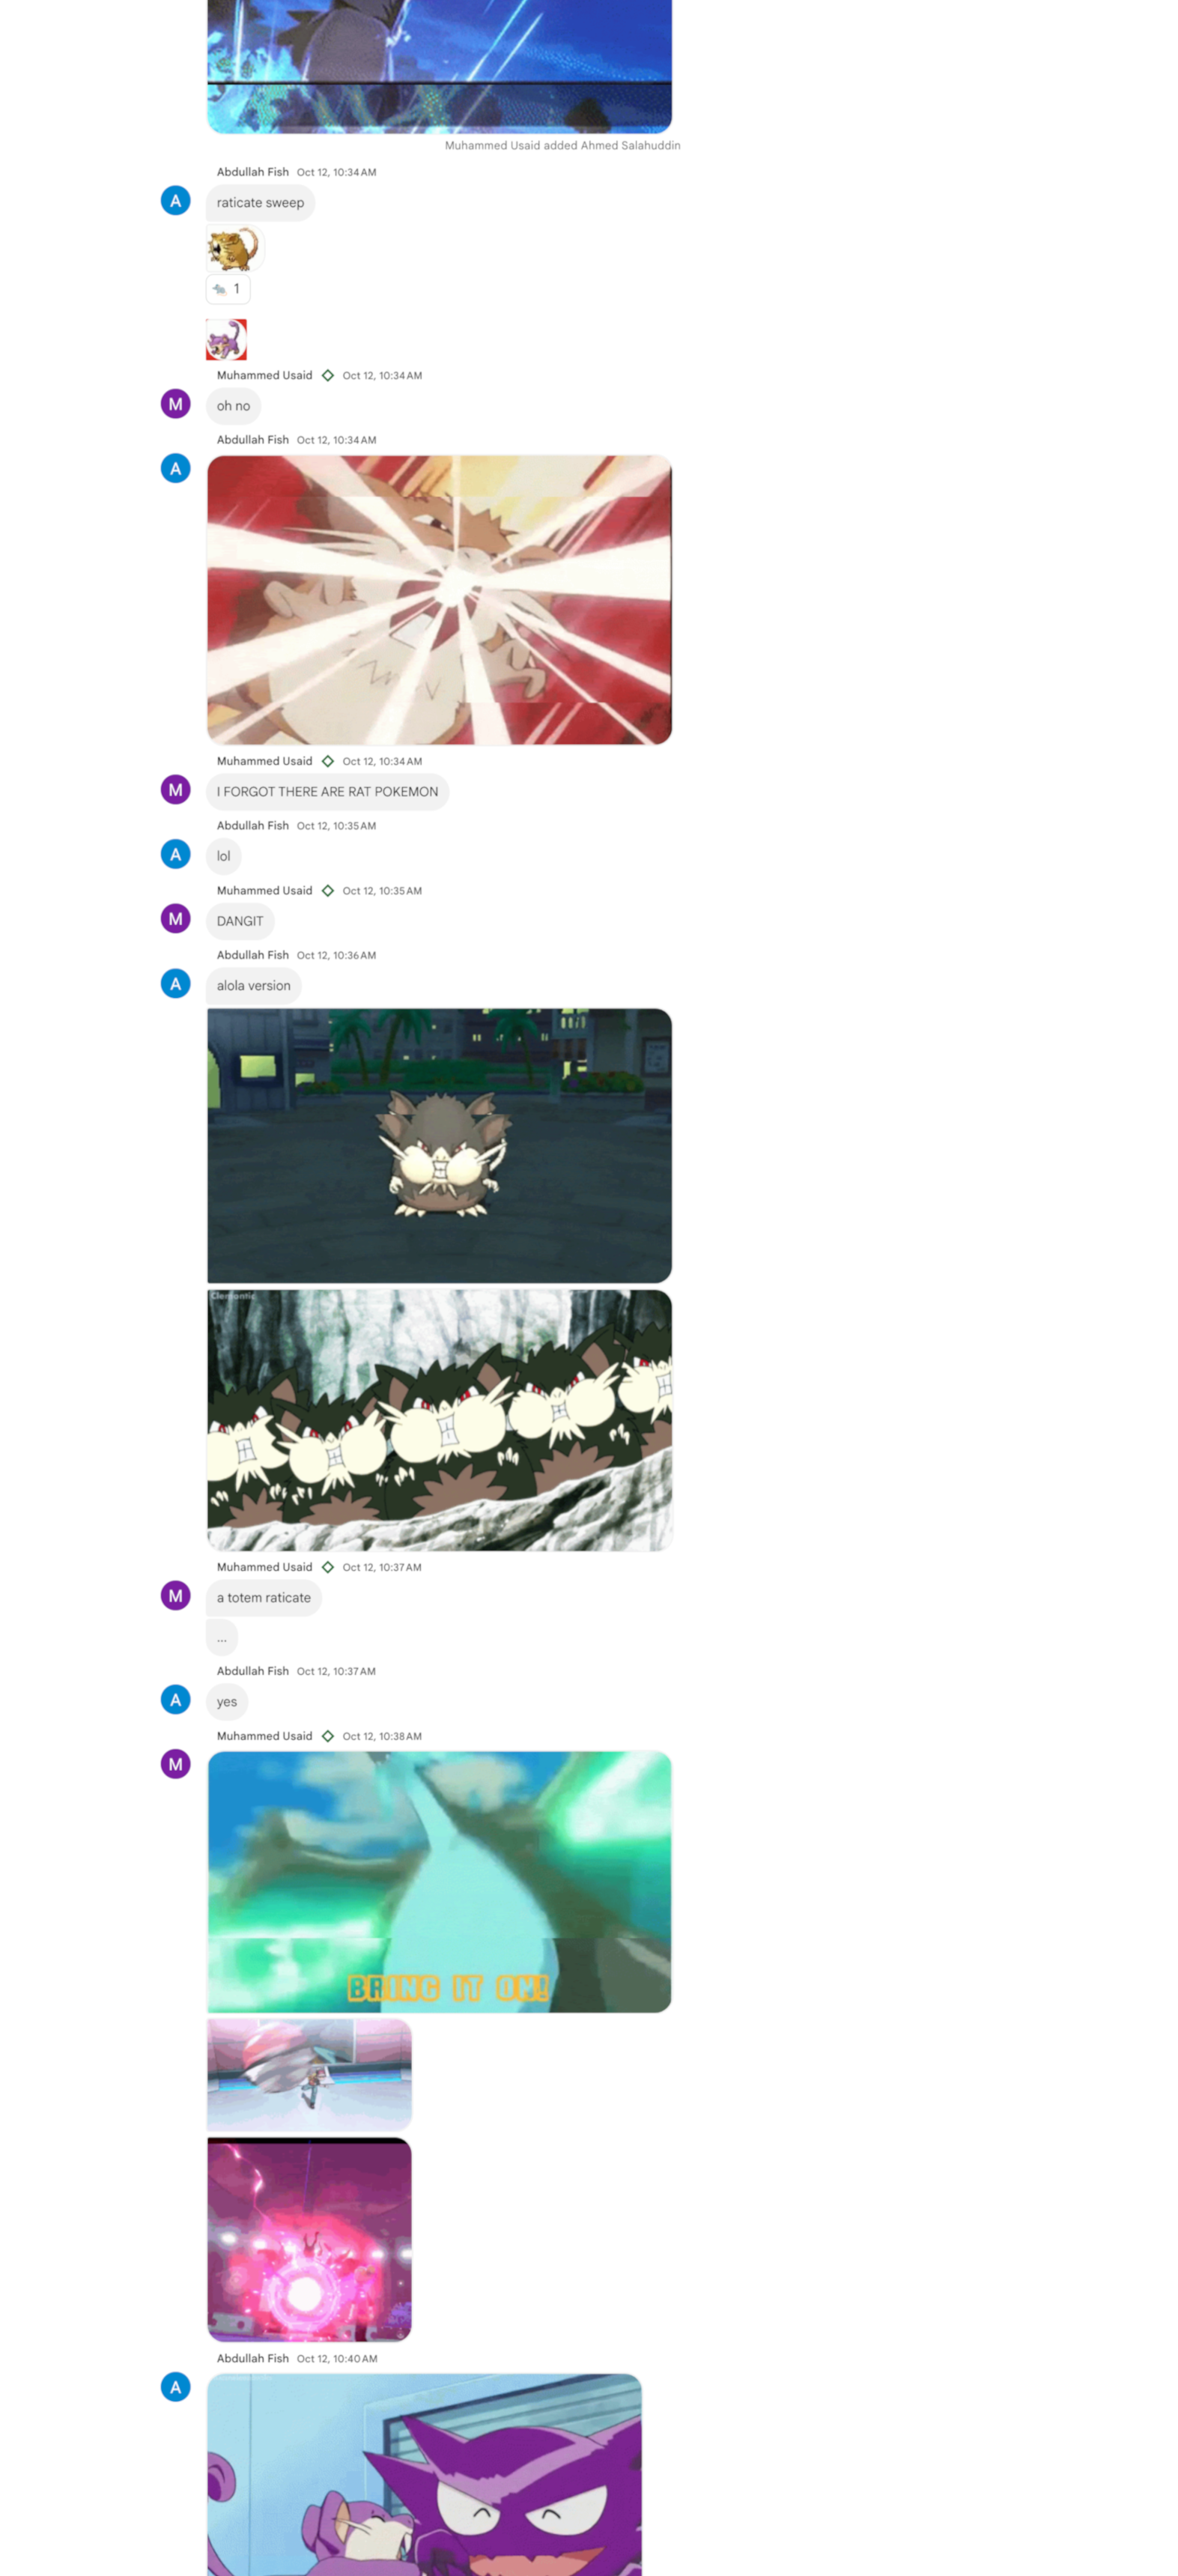 Muhammed Usaid added Ahmed Salahuddin
Abdullah Fish Oct 12, 10:34 AM
A
raticate sweep
1
Muhammed Usaid Oct 12, 10:34 AM
M
oh no
Abdullah Fish Oct 12, 10:34 AM
A
Muhammed Usaid Oct 12, 10:34 AM
M
I FORGOT THERE ARE RAT POKEMON
Abdullah Fish Oct 12, 10:35 AM
A
lol
Muhammed Usaid Oct 12, 10:35 AM
M
DANGIT
Abdullah Fish Oct 12, 10:36 AM
A
alola version
Clemontic
Muhammed Usaid Oct 12, 10:37 AM
M
a totem raticate
...
Abdullah Fish Oct 12, 10:37 AM
A
yes
Muhammed Usaid Oct 12, 10:38 AM
M
BRING IT ON!
Abdullah Fish Oct 12, 10:40 AM
A